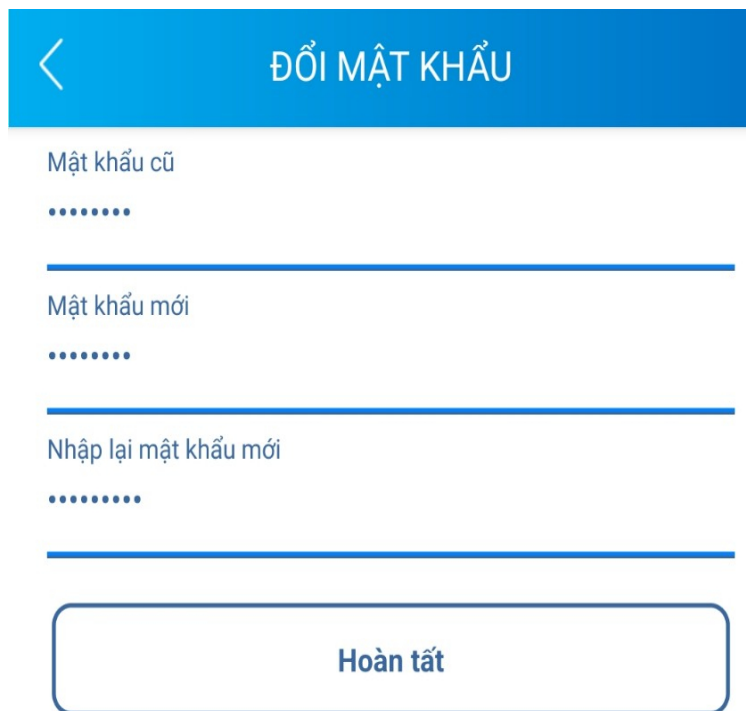 ĐỔI MẬT KHẨU
Mật khẩu cũ
••••••••
Mật khẩu mới
••••••••
Nhập lại mật khẩu mới
•••••••••
Hoàn tất